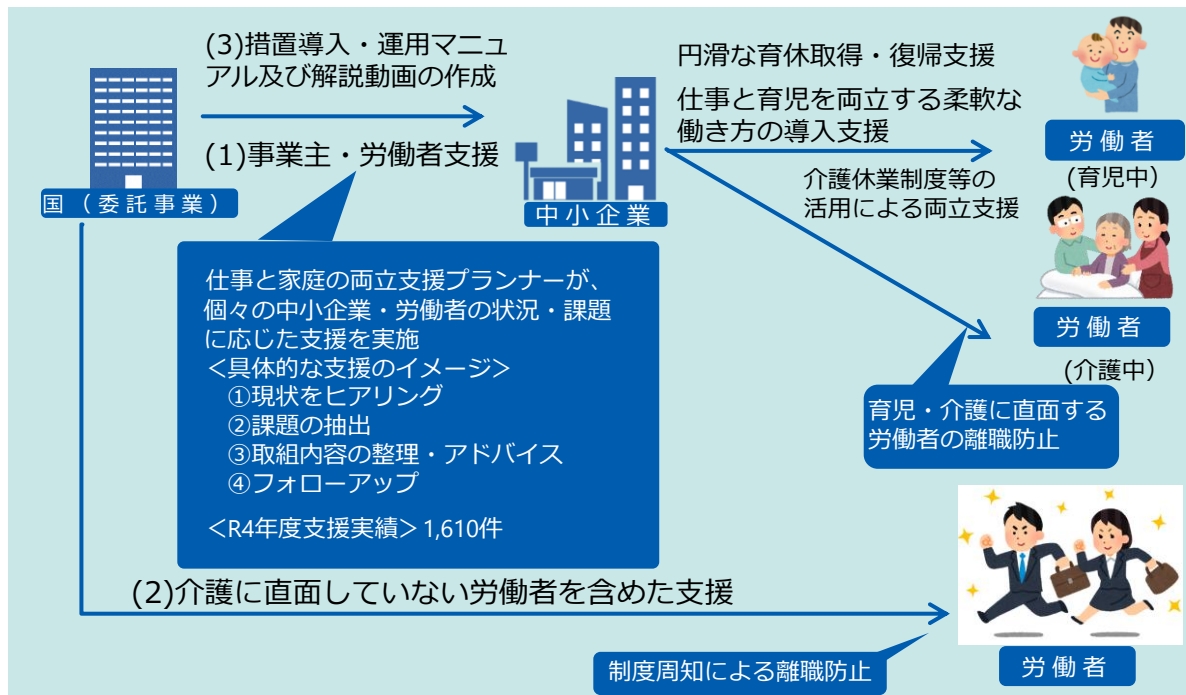 (3)措置導入・運用マニュ
アル及び解説動画の作成
(1)事業主・労働者支援
国（委託事業）
中小企業
円滑な育休取得・復帰支援
仕事と育児を両立する柔軟な
働き方の導入支援
労働者
(育児中)
介護休業制度等の
活用による両立支援
労働者
(介護中)
仕事と家庭の両立支援プランナーが、
個々の中小企業・労働者の状況・課題
に応じた支援を実施
＜具体的な支援のイメージ＞
①現状をヒアリング
②課題の抽出
③取組内容の整理・アドバイス
④フォローアップ
＜R4年度支援実績＞1,610件
育児・介護に直面する
労働者の離職防止
(2)介護に直面していない労働者を含めた支援
制度周知による離職防止
労働者